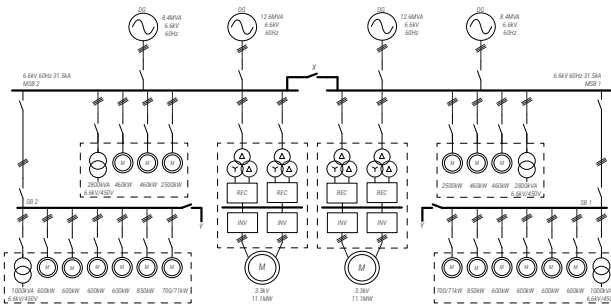 DG
8.4MVA
6.6kV
60Hz
DG
12.6MVA
6.6kV
60Hz
DG
12.6MVA
6.6kV
60Hz
DG
8.4MVA
6.6kV
60Hz
6.6kV 60Hz 31.5kA
MSB 2
X
6.6kV 60Hz 31.5kA
MSB 1
M M M
2800kVA 460kW 460kW 2500kW
6.6kV/450V
REC REC
INV INV
M
3.3kV
11.1MW
REC REC
INV INV
M
3.3kV
11.1MW
M M M
2500kW 460kW 460kW 2800kVA
6.6kV/450V
SB 2
Y
Y
SB 1
M M M M M M
1000kVA 600kW 600kW 600kW 600kW 850kW 700/71kW
6.6kV/450V
M M M M M M
700/71kW 850kW 600kW 600kW 600kW 600kW 1000kVA
6.6kV/450V